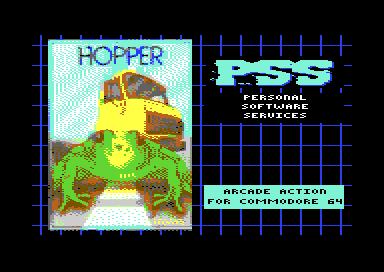 HOPPER
PSS
PERSONAL
SOFTWARE
SERVICES
ARCADE ACTION
FOR COMMODORE 64